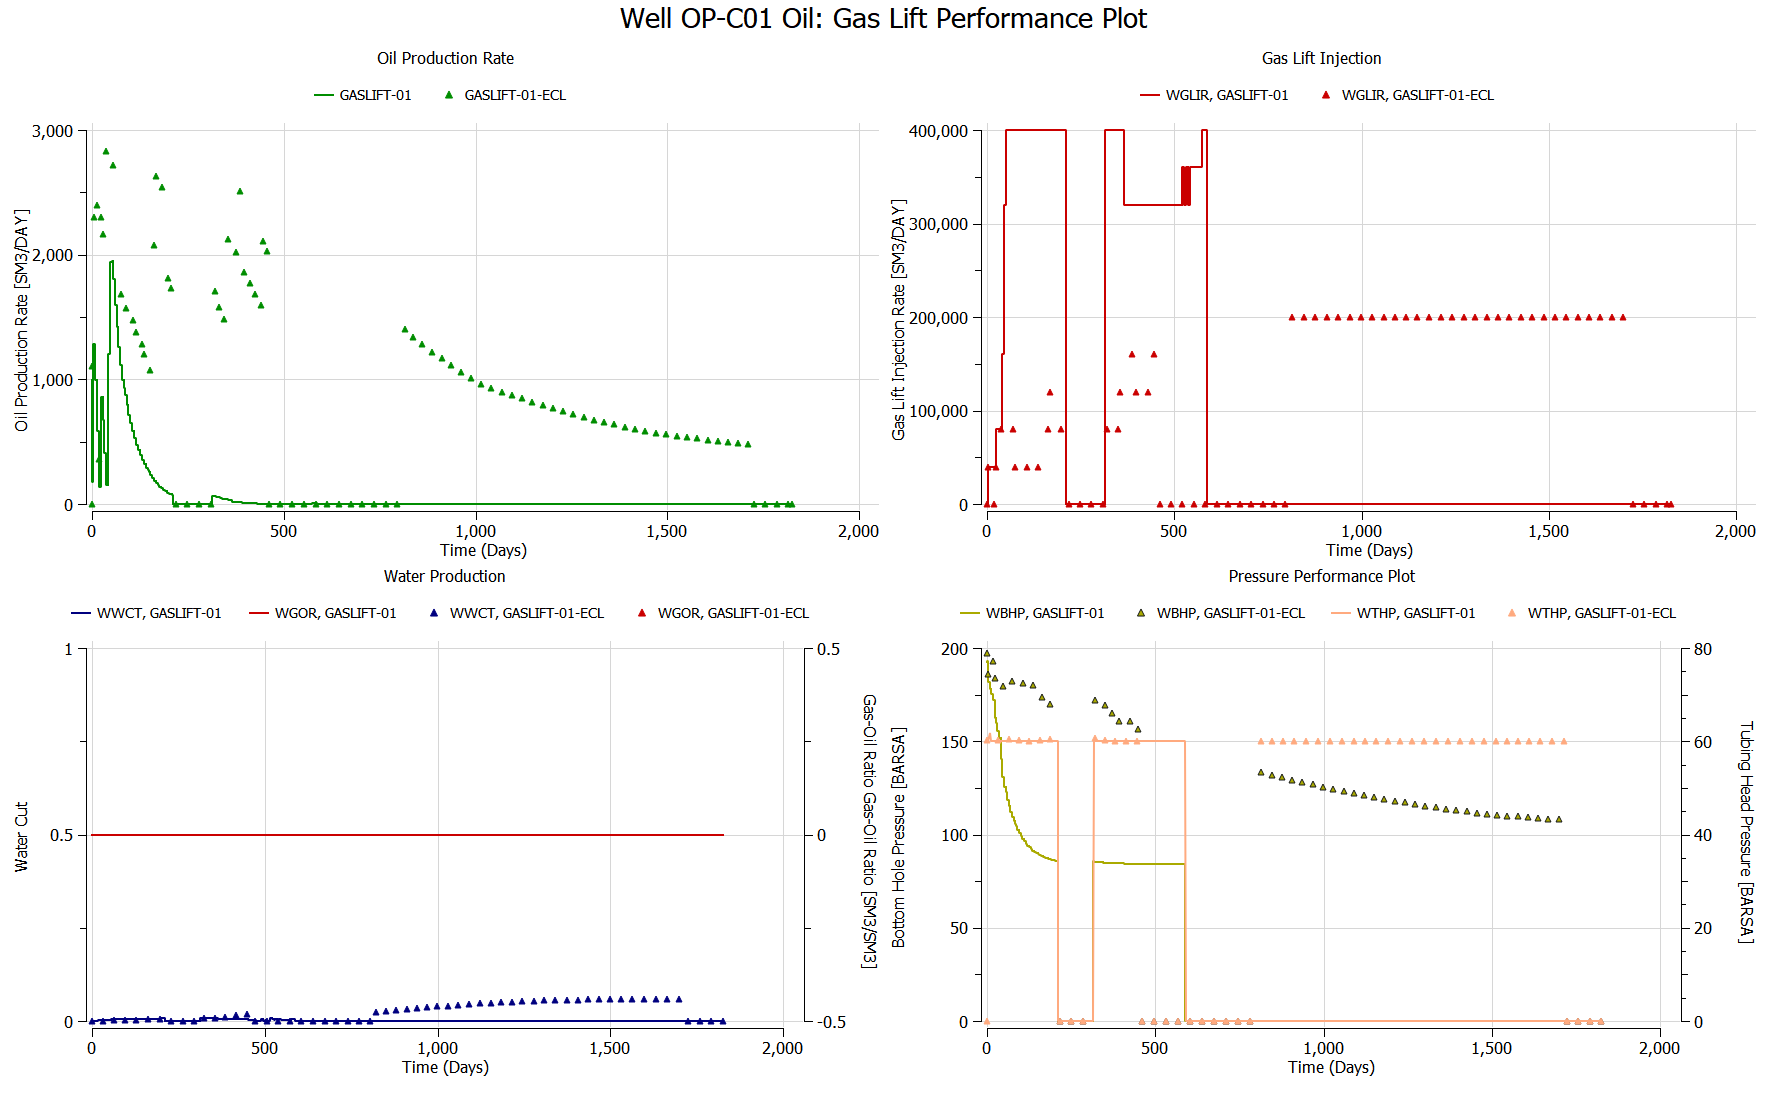 Well OP-C01 Oil: Gas Lift Performance Plot
Oil Production Rate
GASLIFT-01 GASLIFT-01-ECL
Oil Production Rate [SM3/DAY]
3,000
2,000
1,000
0
0 500 1,000 1,500 2,000
Time (Days)
Gas Lift Injection
WGLIR, GASLIFT-01 WGLIR, GASLIFT-01-ECL
Gas Lift Injection Rate [SM3/DAY]
400,000
300,000
200,000
100,000
0
0 500 1,000 1,500 2,000
Time (Days)
Water Production
WWCT, GASLIFT-01 WGOR, GASLIFT-01 WWCT, GASLIFT-01-ECL WGOR, GASLIFT-01-ECL
Water Cut
1
0.5
0
0.5
0
-0.5
Gas-Oil Ratio Gas-Oil Ratio [SM3/SM3]
0 500 1,000 1,500 2,000
Time (Days)
Pressure Performance Plot
WBHP, GASLIFT-01 WBHP, GASLIFT-01-ECL WTHP, GASLIFT-01 WTHP, GASLIFT-01-ECL
Bottom Hole Pressure [BARSA]
200
150
100
50
0
80
60
40
20
0
Tubing Head Pressure [BARSA]
0 500 1,000 1,500 2,000
Time (Days)